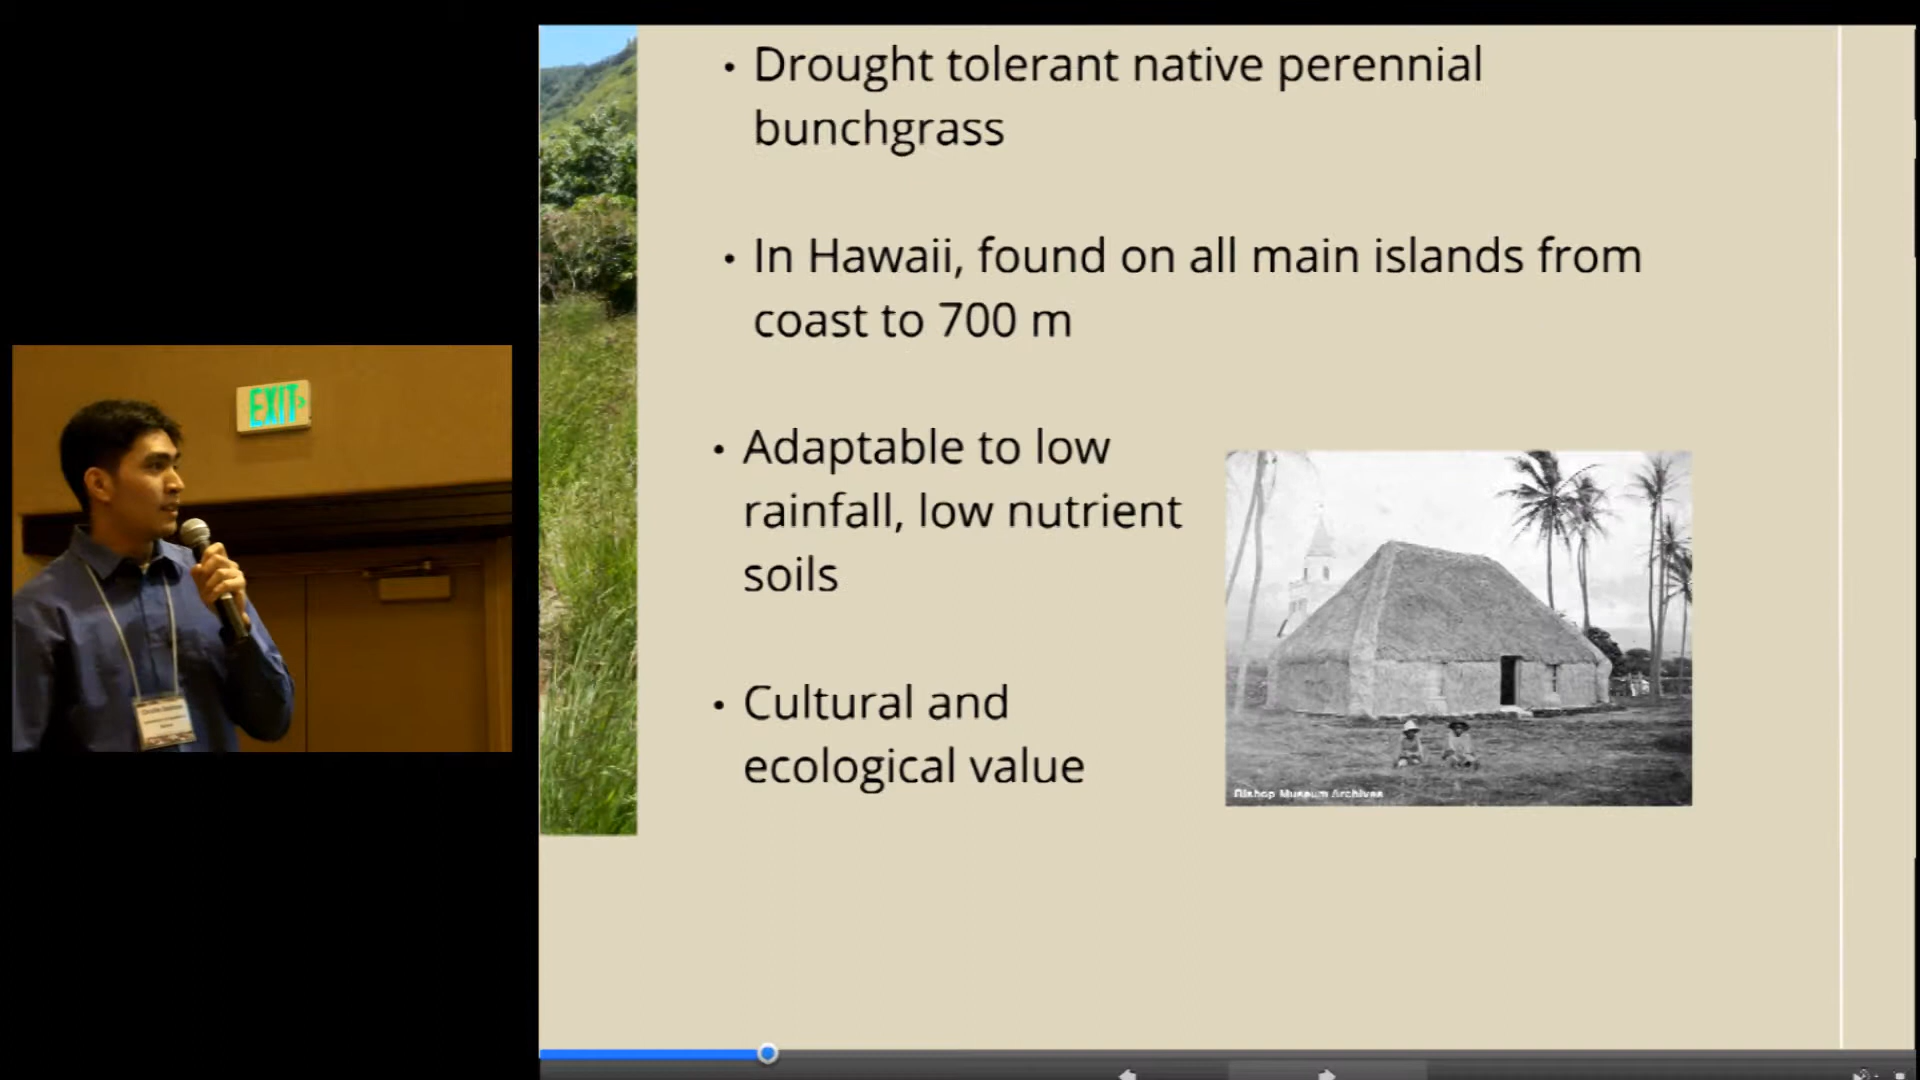 • Drought tolerant native perennial
bunchgrass
• In Hawaii, found on all main islands from
coast to 700 m
• Adaptable to low
rainfall, low nutrient
soils
• Cultural and
ecological value
Bishop Museum Archives
EXIT